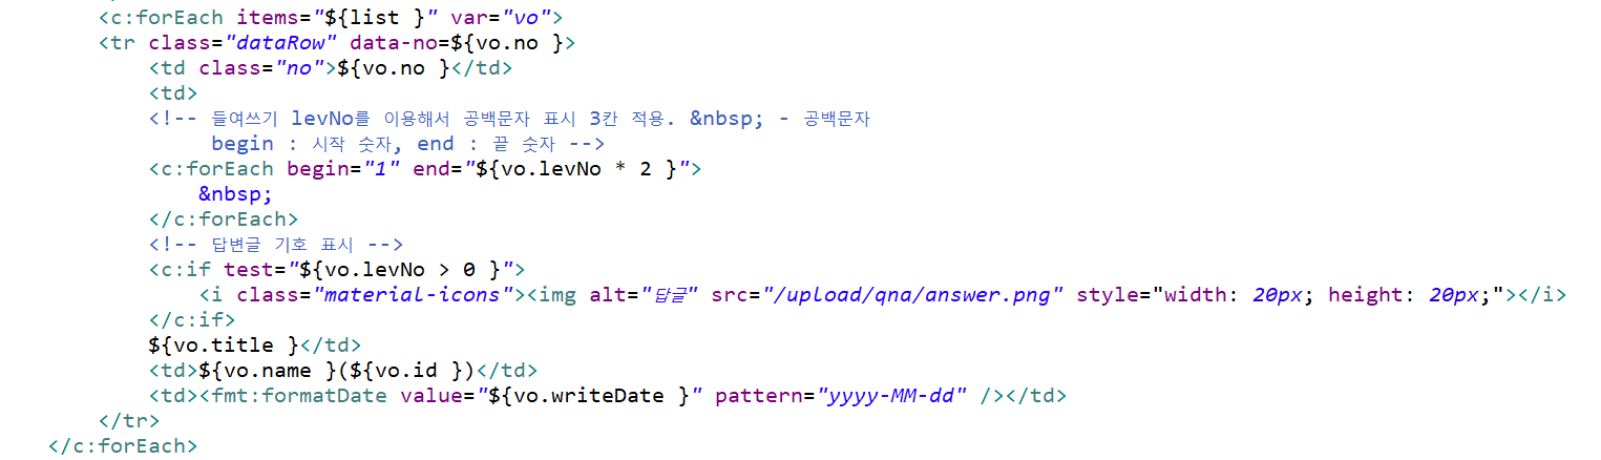 <c:forEach items="${list }" var="vo">
<tr class="dataRow" data-no=${vo.no }>
<td class="no">${vo.no }</td>
<td>
<!-- 들여쓰기 levNo를 이용해서 공백문자 표시 3칸 적용. &nbsp; - 공백문자
begin : 시작 숫자, end : 끝 숫자 -->
<c:forEach begin="1" end="${vo.levNo * 2 }">
&nbsp;
</c:forEach>
<!-- 답변글 기호 표시 -->
<c:if test="${vo.levNo > 0 }">
<i class="material-icons"><img alt="답글" src="/upload/qna/answer.png" style="width: 20px; height: 20px;"></i>
</c:if>
${vo.title }</td>
<td>${vo.name }(${vo.id })</td>
<td><fmt:formatDate value="${vo.writeDate }" pattern="yyyy-MM-dd" /></td>
</tr>
</c:forEach>